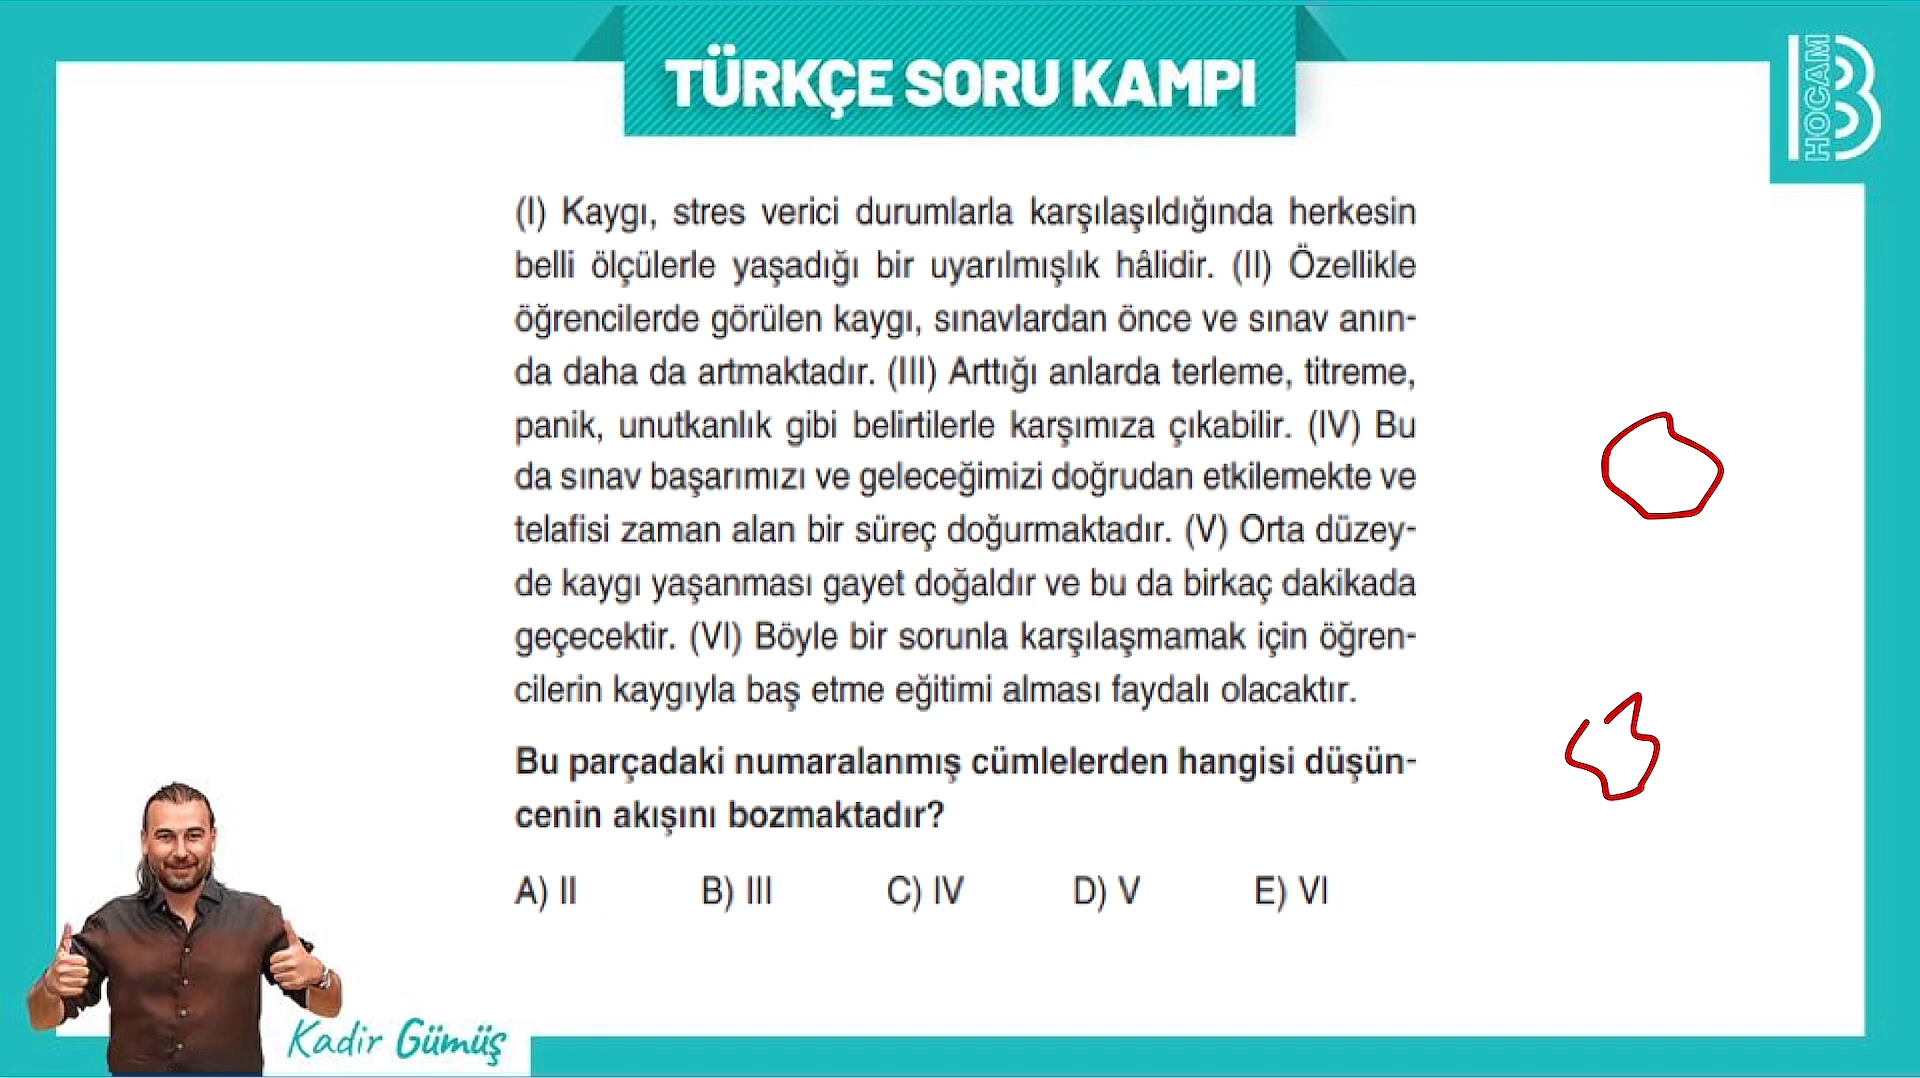 TÜRKÇE SORU KAMPI
HOCAM
B
(I) Kaygı, stres verici durumlarla karşılaşıldığında herkesin
belli ölçülerle yaşadığı bir uyarılmışlık hâlidir. (II) Özellikle
öğrencilerde görülen kaygı, sınavlardan önce ve sınav anın-
da daha da artmaktadır. (III) Arttığı anlarda terleme, titreme,
panik, unutkanlık gibi belirtilerle karşımıza çıkabilir. (IV) Bu
da sınav başarımızı ve geleceğimizi doğrudan etkilemekte ve
telafisi zaman alan bir süreç doğurmaktadır. (V) Orta düzey-
de kaygı yaşanması gayet doğaldır ve bu da birkaç dakikada
geçecektir. (VI) Böyle bir sorunla karşılaşmamak için öğren-
cilerin kaygıyla baş etme eğitimi alması faydalı olacaktır.
Bu parçadaki numaralanmış cümlelerden hangisi düşün-
cenin akışını bozmaktadır?
A) II B) III C) IV D) V E) VI
Kadir Gümüş